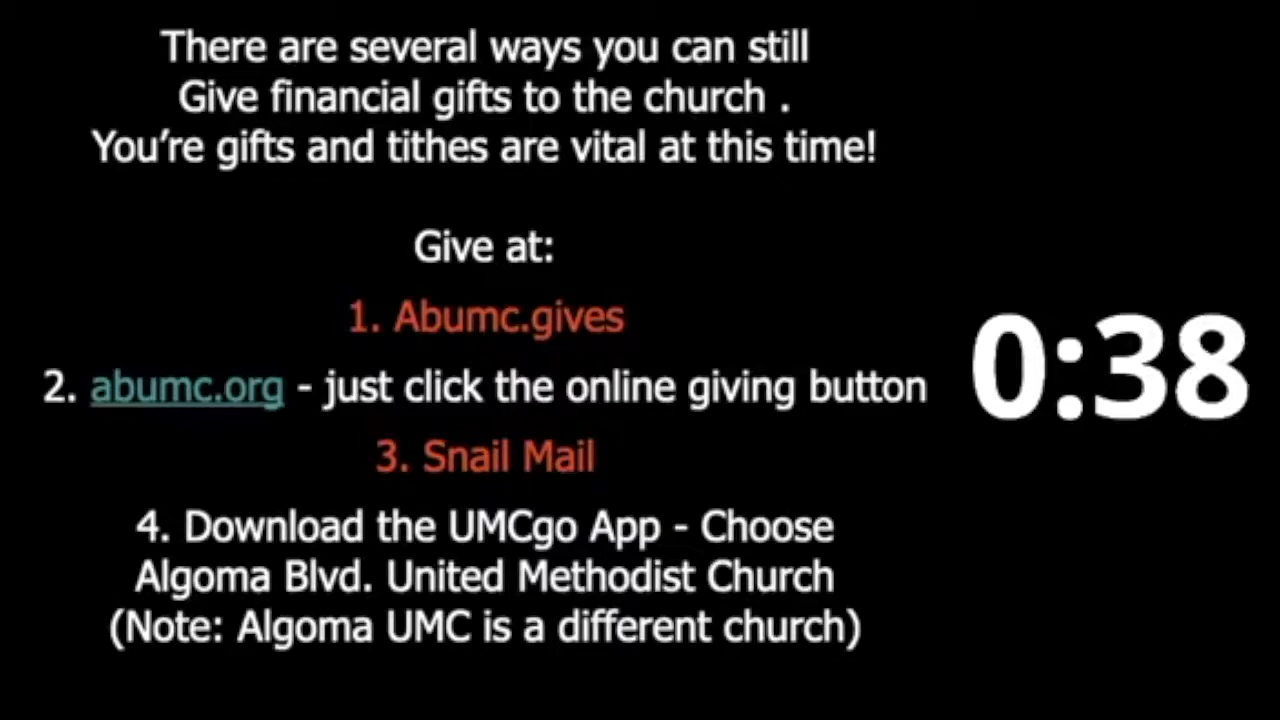 There are several ways you can still
Give financial gifts to the church .
You’re gifts and tithes are vital at this time!
Give at:
1. Abumc.gives
2. abumc.org - just click the online giving button
3. Snail Mail
4. Download the UMCgo App - Choose
Algoma Blvd. United Methodist Church
(Note: Algoma UMC is a different church)
0:38